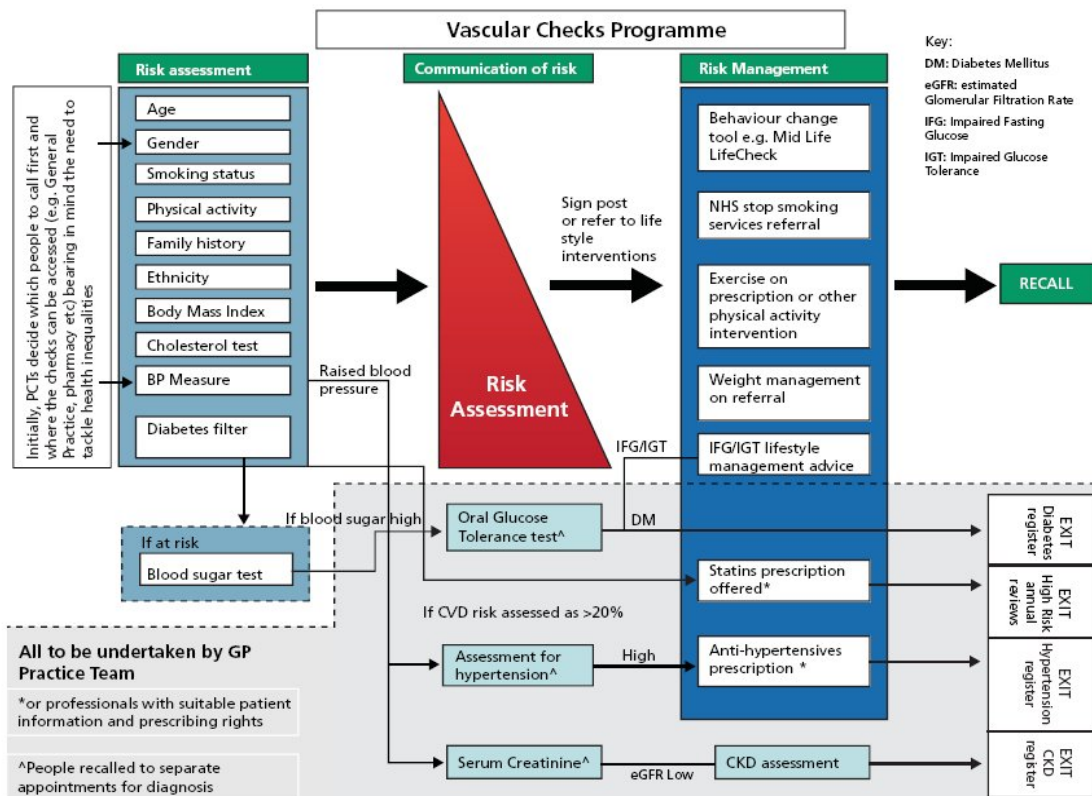 Vascular Checks Programme
Risk assessment
Communication of risk
Risk Management
Key:
DM: Diabetes Mellitus
eGFR: estimated
Glomerular Filtration Rate
IFG: Impaired Fasting
Glucose
IGT: Impaired Glucose
Tolerance
Initially, PCTs decide which people to call first and
where the checks can be accessed (e.g. General
Practice, pharmacy etc) bearing in mind the need to
tackle health inequalities
Age
Gender
Smoking status
Physical activity
Family history
Ethnicity
Body Mass Index
Cholesterol test
BP Measure
Diabetes filter
Raised blood
pressure
Risk
Assessment
Sign post
or refer to life
style
interventions
Behaviour change
tool e.g. Mid Life
LifeCheck
NHS stop smoking
services referral
Exercise on
prescription or other
physical activity
intervention
Weight management
on referral
IFG/IGT
IFG/IGT lifestyle
management advice
RECALL
If at risk
Blood sugar test
If blood sugar high
Oral Glucose
Tolerance test^
DM
EXIT
Diabetes
register
Statins prescription
offered*
EXIT
High Risk
annual
reviews
If CVD risk assessed as >20%
Assessment for
hypertension^
High
Anti-hypertensives
prescription *
EXIT
Hypertension
register
Serum Creatinine^
eGFR Low
CKD assessment
EXIT
CKD
register
All to be undertaken by GP
Practice Team
*or professionals with suitable patient
information and prescribing rights
^People recalled to separate
appointments for diagnosis